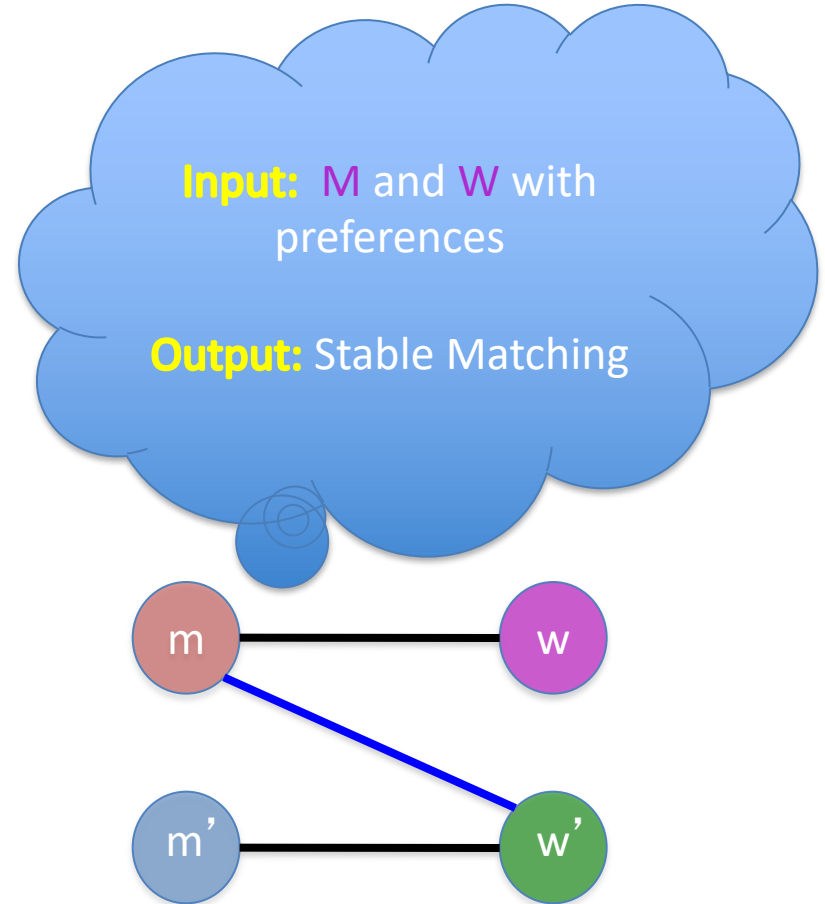 Input: M and W with
preferences
Output: Stable Matching
m w
m’ w’